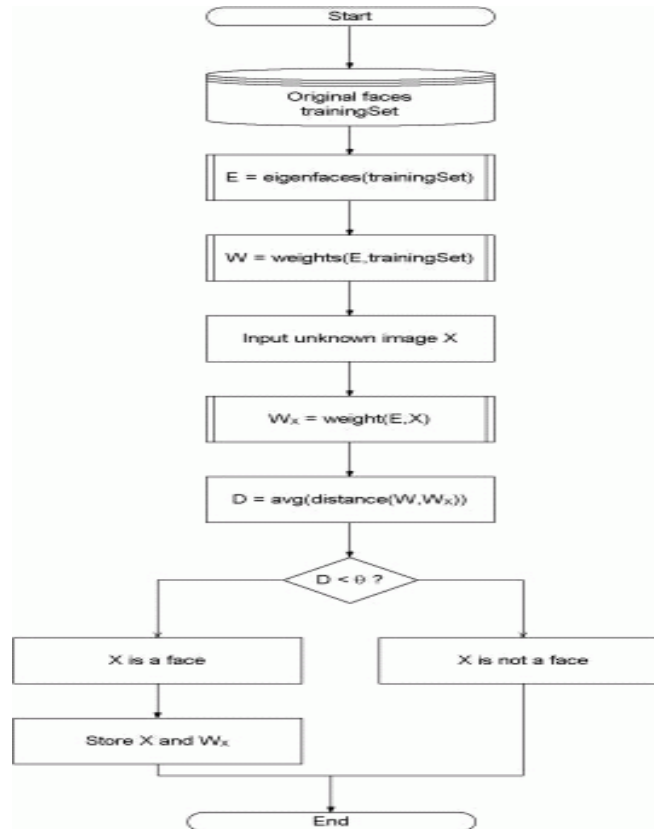 Start
Original faces
trainingSet
E = eigenfaces(trainingSet)
W = weights(E,trainingSet)
Input unknown image X
Wₓ = weight(E,X)
D = avg(distance(W,Wₓ))
D < θ ?
X is a face
X is not a face
Store X and Wₓ
End